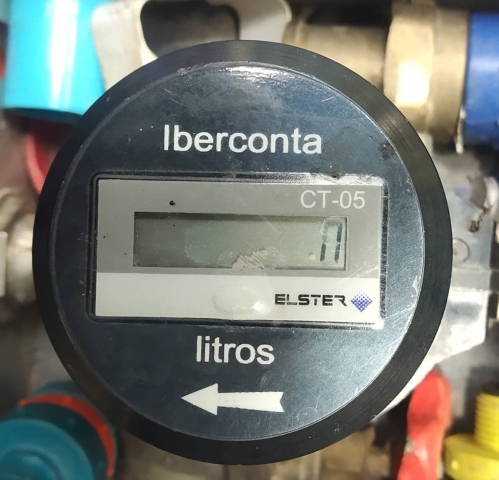 Iberconta
CT-05
ELSTER
litros